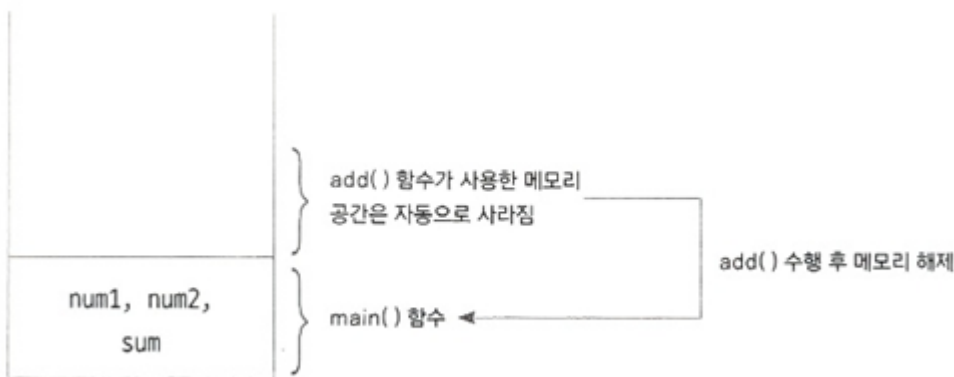 add( ) 함수가 사용한 메모리
공간은 자동으로 사라짐
add( ) 수행 후 메모리 해제
num1, num2,
sum
main( ) 함수